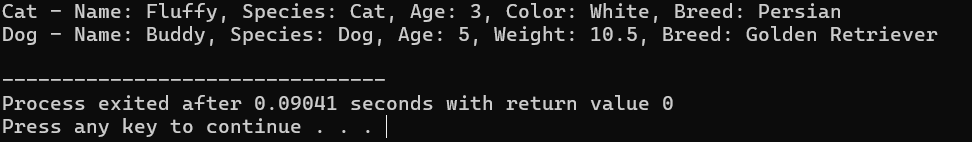 Cat - Name: Fluffy, Species: Cat, Age: 3, Color: White, Breed: Persian
Dog - Name: Buddy, Species: Dog, Age: 5, Weight: 10.5, Breed: Golden Retriever
--------------------------------
Process exited after 0.09041 seconds with return value 0
Press any key to continue . . .